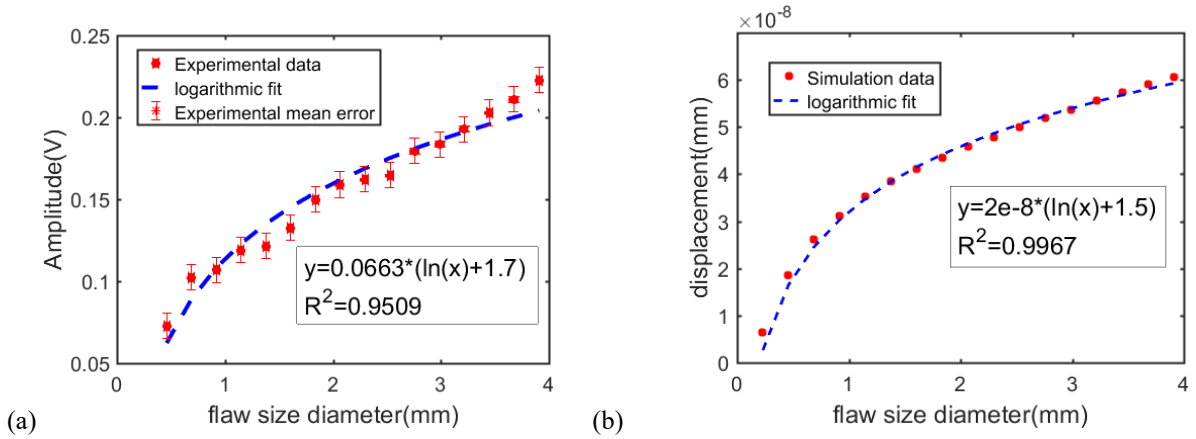 0.25
0.2
0.15
0.1
0.05
Amplitude(V)
Experimental data
logarithmic fit
Experimental mean error
y=0.0663*(ln(x)+1.7)
R²=0.9509
0 1 2 3 4
flaw size diameter(mm)
(a)
×10⁻⁸
6
5
4
3
2
1
0
displacement(mm)
Simulation data
logarithmic fit
y=2e-8*(ln(x)+1.5)
R²=0.9967
0 1 2 3 4
flaw size diameter(mm)
(b)